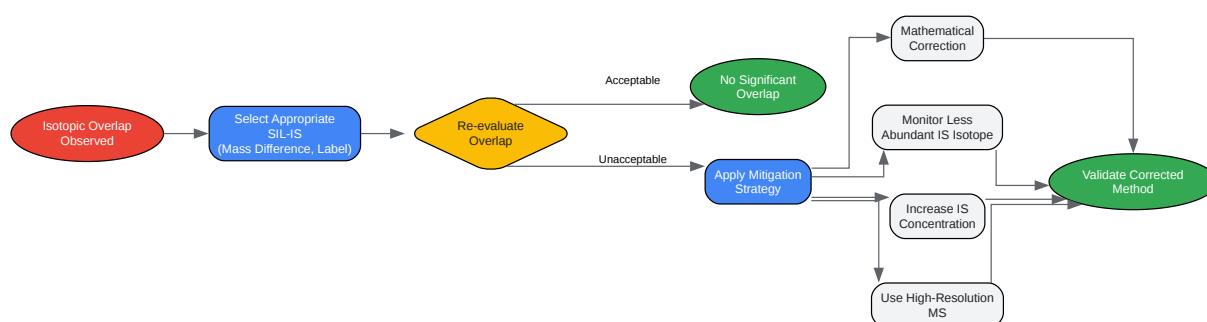 Isotopic Overlap
Observed
Select Appropriate
SIL-IS
(Mass Difference, Label)
Re-evaluate
Overlap
Acceptable
Unacceptable
No Significant
Overlap
Apply Mitigation
Strategy
Mathematical
Correction
Monitor Less
Abundant IS Isotope
Increase IS
Concentration
Use High-Resolution
MS
Validate Corrected
Method